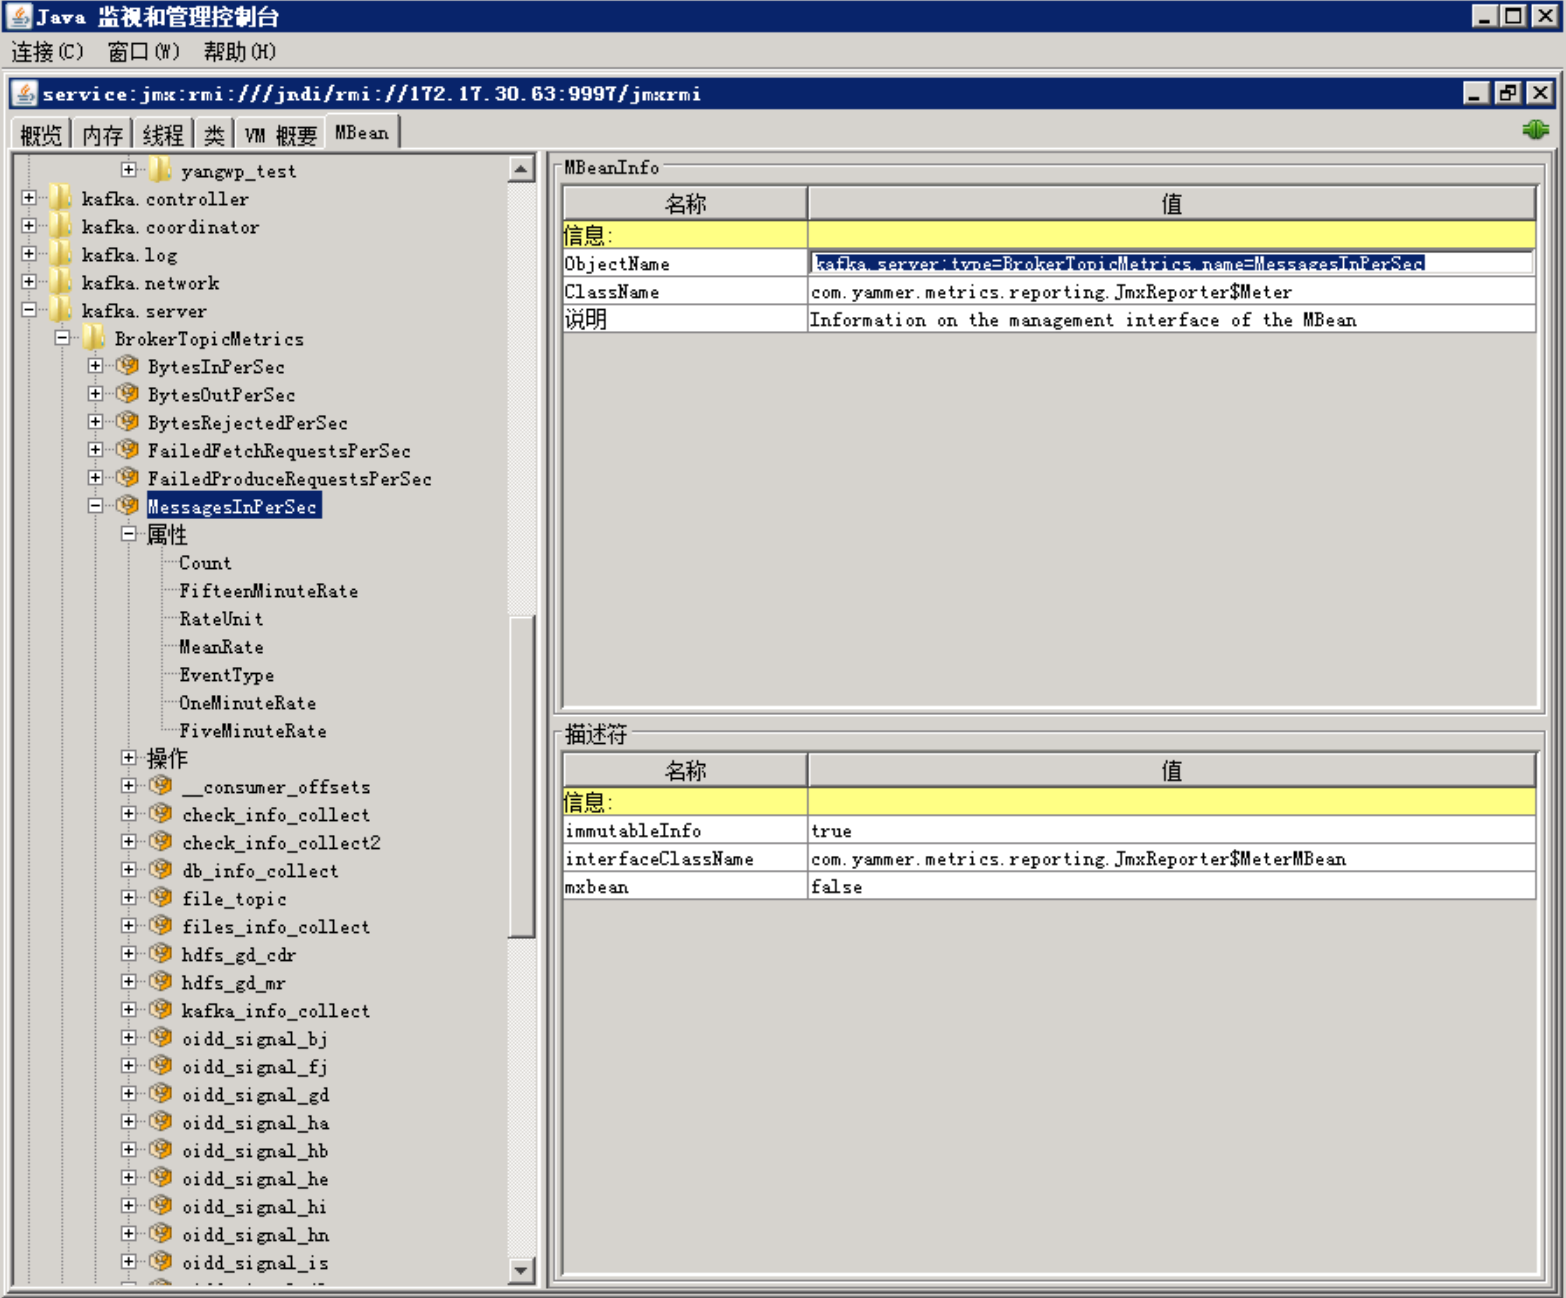 Java 监视和管理控制台
连接(C) 窗口(W) 帮助(H)
service:jmx:rmi:///jndi/rmi://172.17.30.63:9997/jmxrmi
概览 内存 线程 类 VM 概要 MBean
yangwp_test
kafka.controller
kafka.coordinator
kafka.log
kafka.network
kafka.server
BrokerTopicMetrics
BytesInPerSec
BytesOutPerSec
BytesRejectedPerSec
FailedFetchRequestsPerSec
FailedProduceRequestsPerSec
MessagesInPerSec
属性
Count
FifteenMinuteRate
RateUnit
MeanRate
EventType
OneMinuteRate
FiveMinuteRate
操作
__consumer_offsets
check_info_collect
check_info_collect2
db_info_collect
file_topic
files_info_collect
hdfs_gd_cdr
hdfs_gd_mr
kafka_info_collect
oidd_signal_bj
oidd_signal_fj
oidd_signal_gd
oidd_signal_ha
oidd_signal_hb
oidd_signal_he
oidd_signal_hi
oidd_signal_hn
oidd_signal_is
MBeanInfo
名称 值
信息:
ObjectName kafka.server:type=BrokerTopicMetrics,name=MessagesInPerSec
ClassName com.yammer.metrics.reporting.JmxReporter$Meter
说明 Information on the management interface of the MBean
描述符
名称 值
信息:
immutableInfo true
interfaceClassName com.yammer.metrics.reporting.JmxReporter$MeterMBean
mxbean false